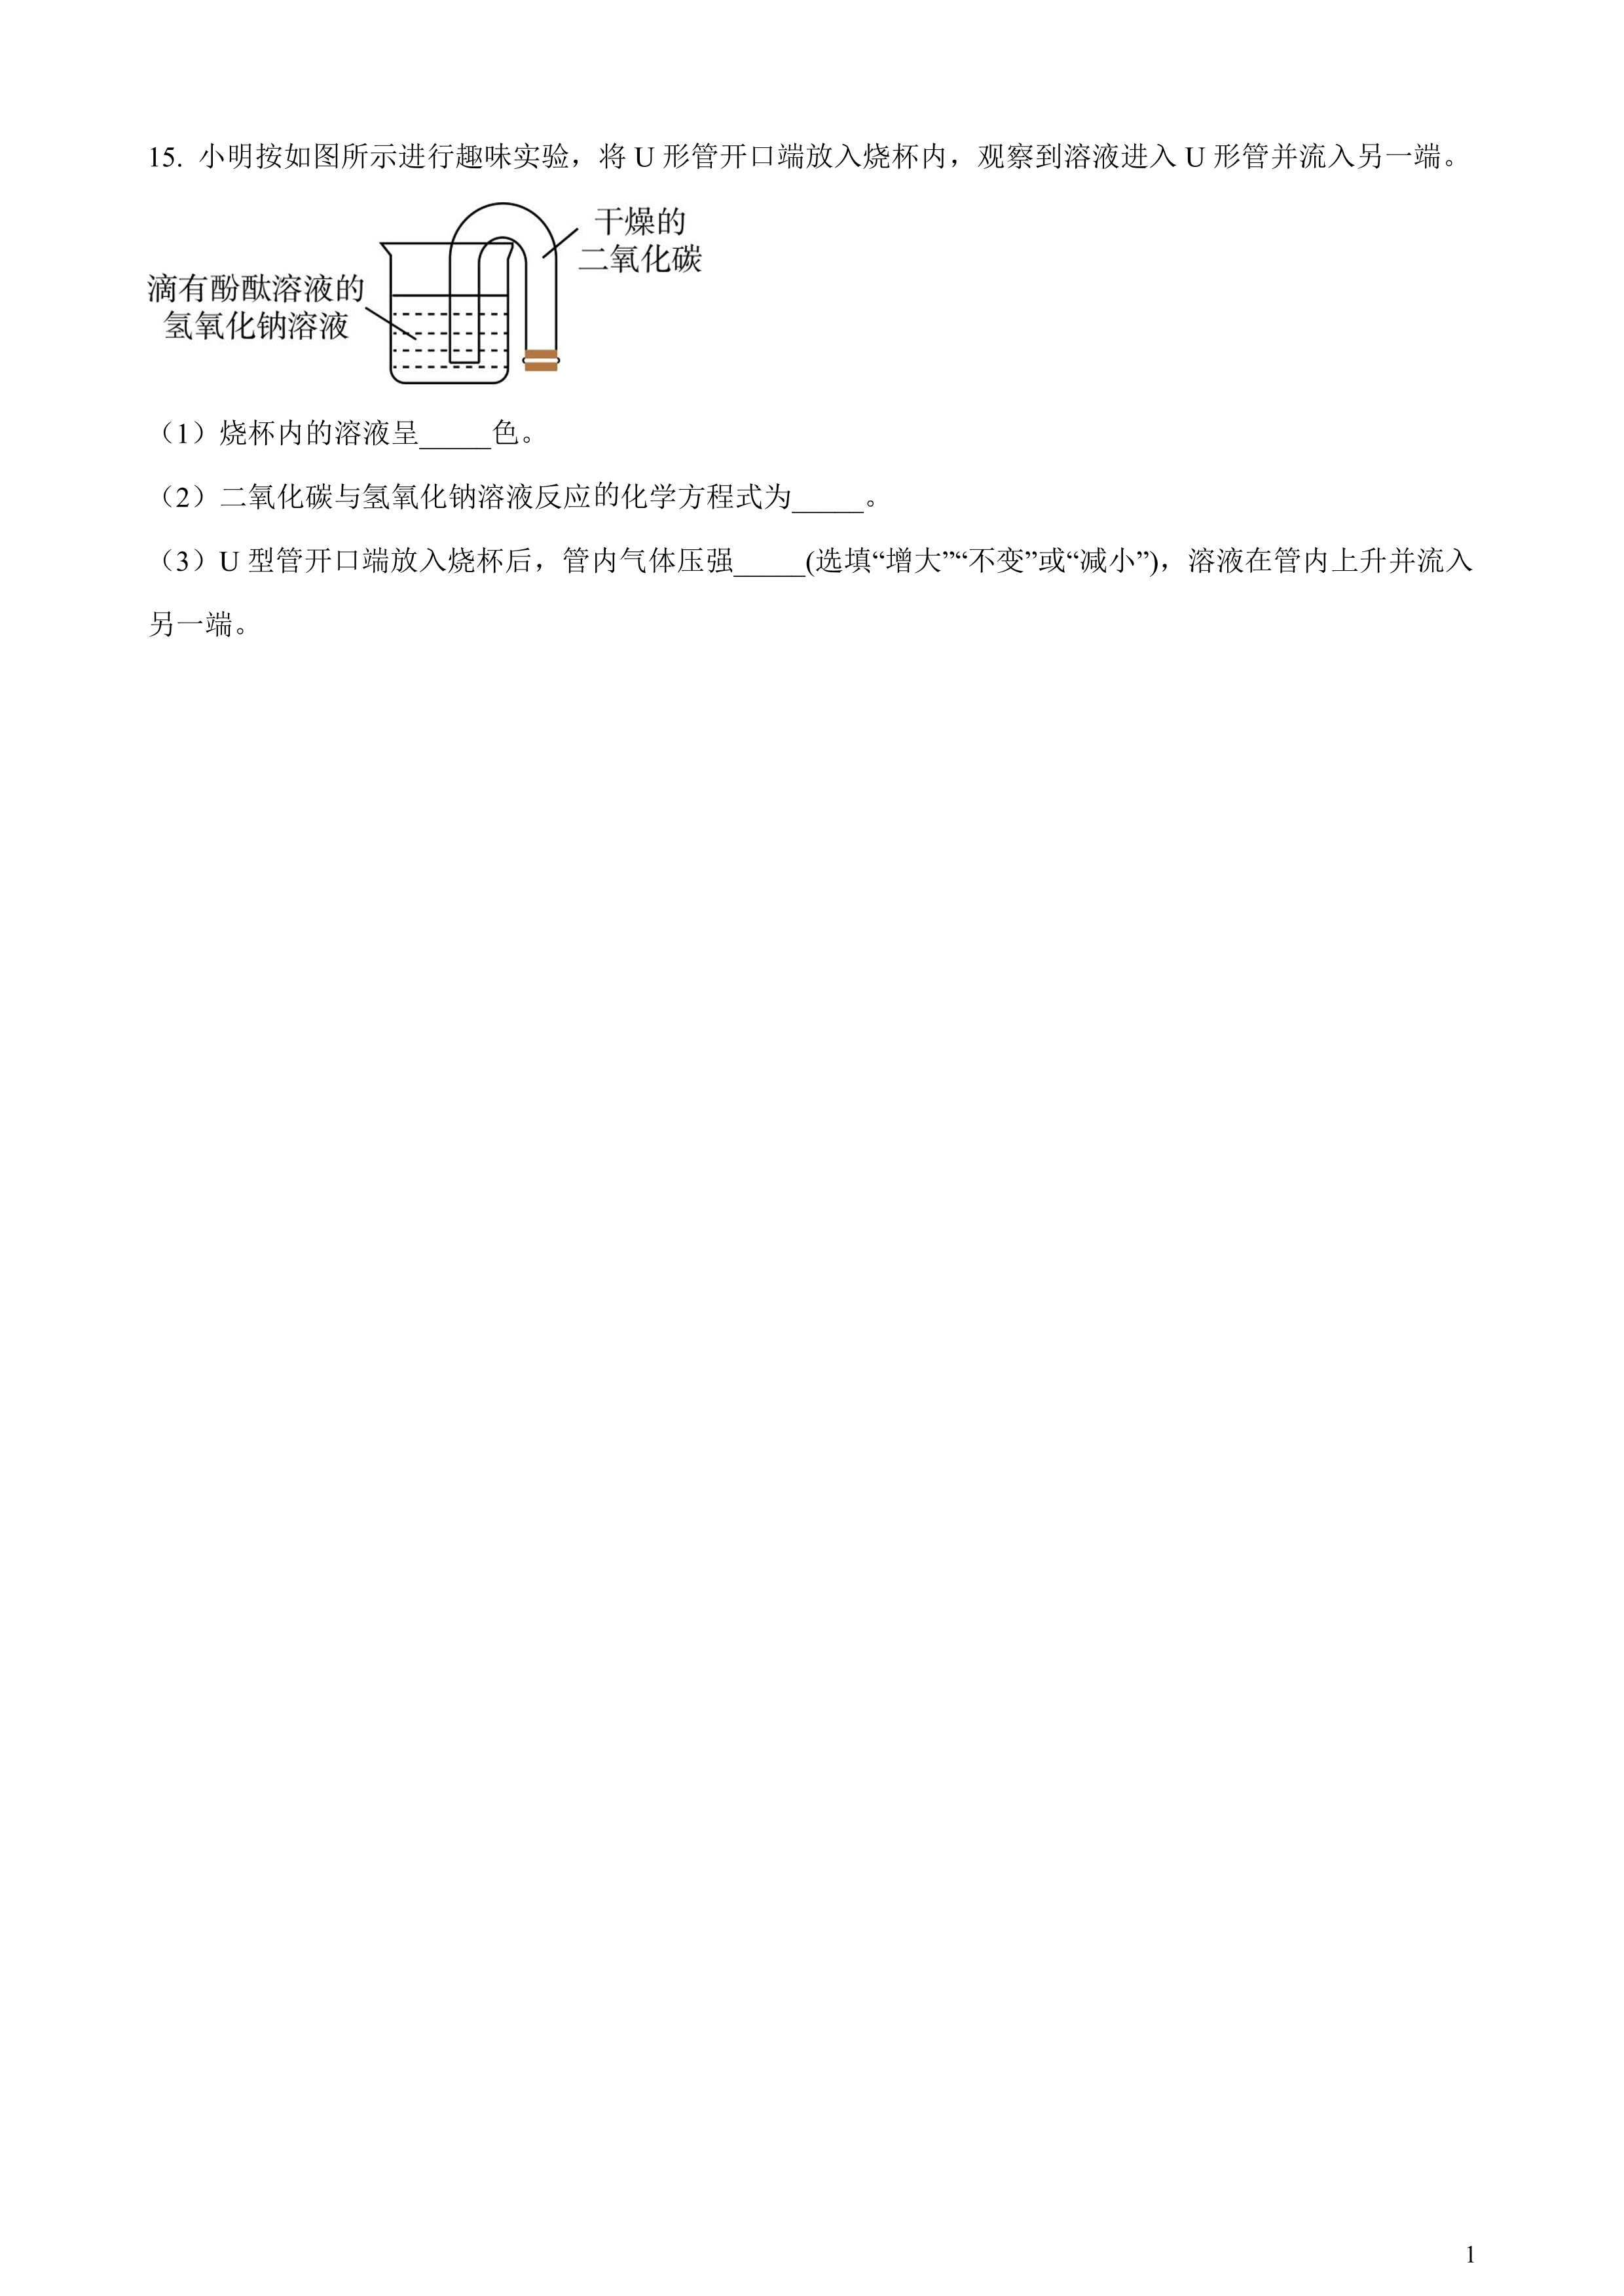 15. 小明按如图所示进行趣味实验，将 U 形管开口端放入烧杯内，观察到溶液进入 U 形管并流入另一端。
干燥的
二氧化碳
滴有酚酞溶液的
氢氧化钠溶液
（1）烧杯内的溶液呈_____色。
（2）二氧化碳与氢氧化钠溶液反应的化学方程式为_____。
（3）U 型管开口端放入烧杯后，管内气体压强_____(选填“增大”“不变”或“减小”)，溶液在管内上升并流入
另一端。
1